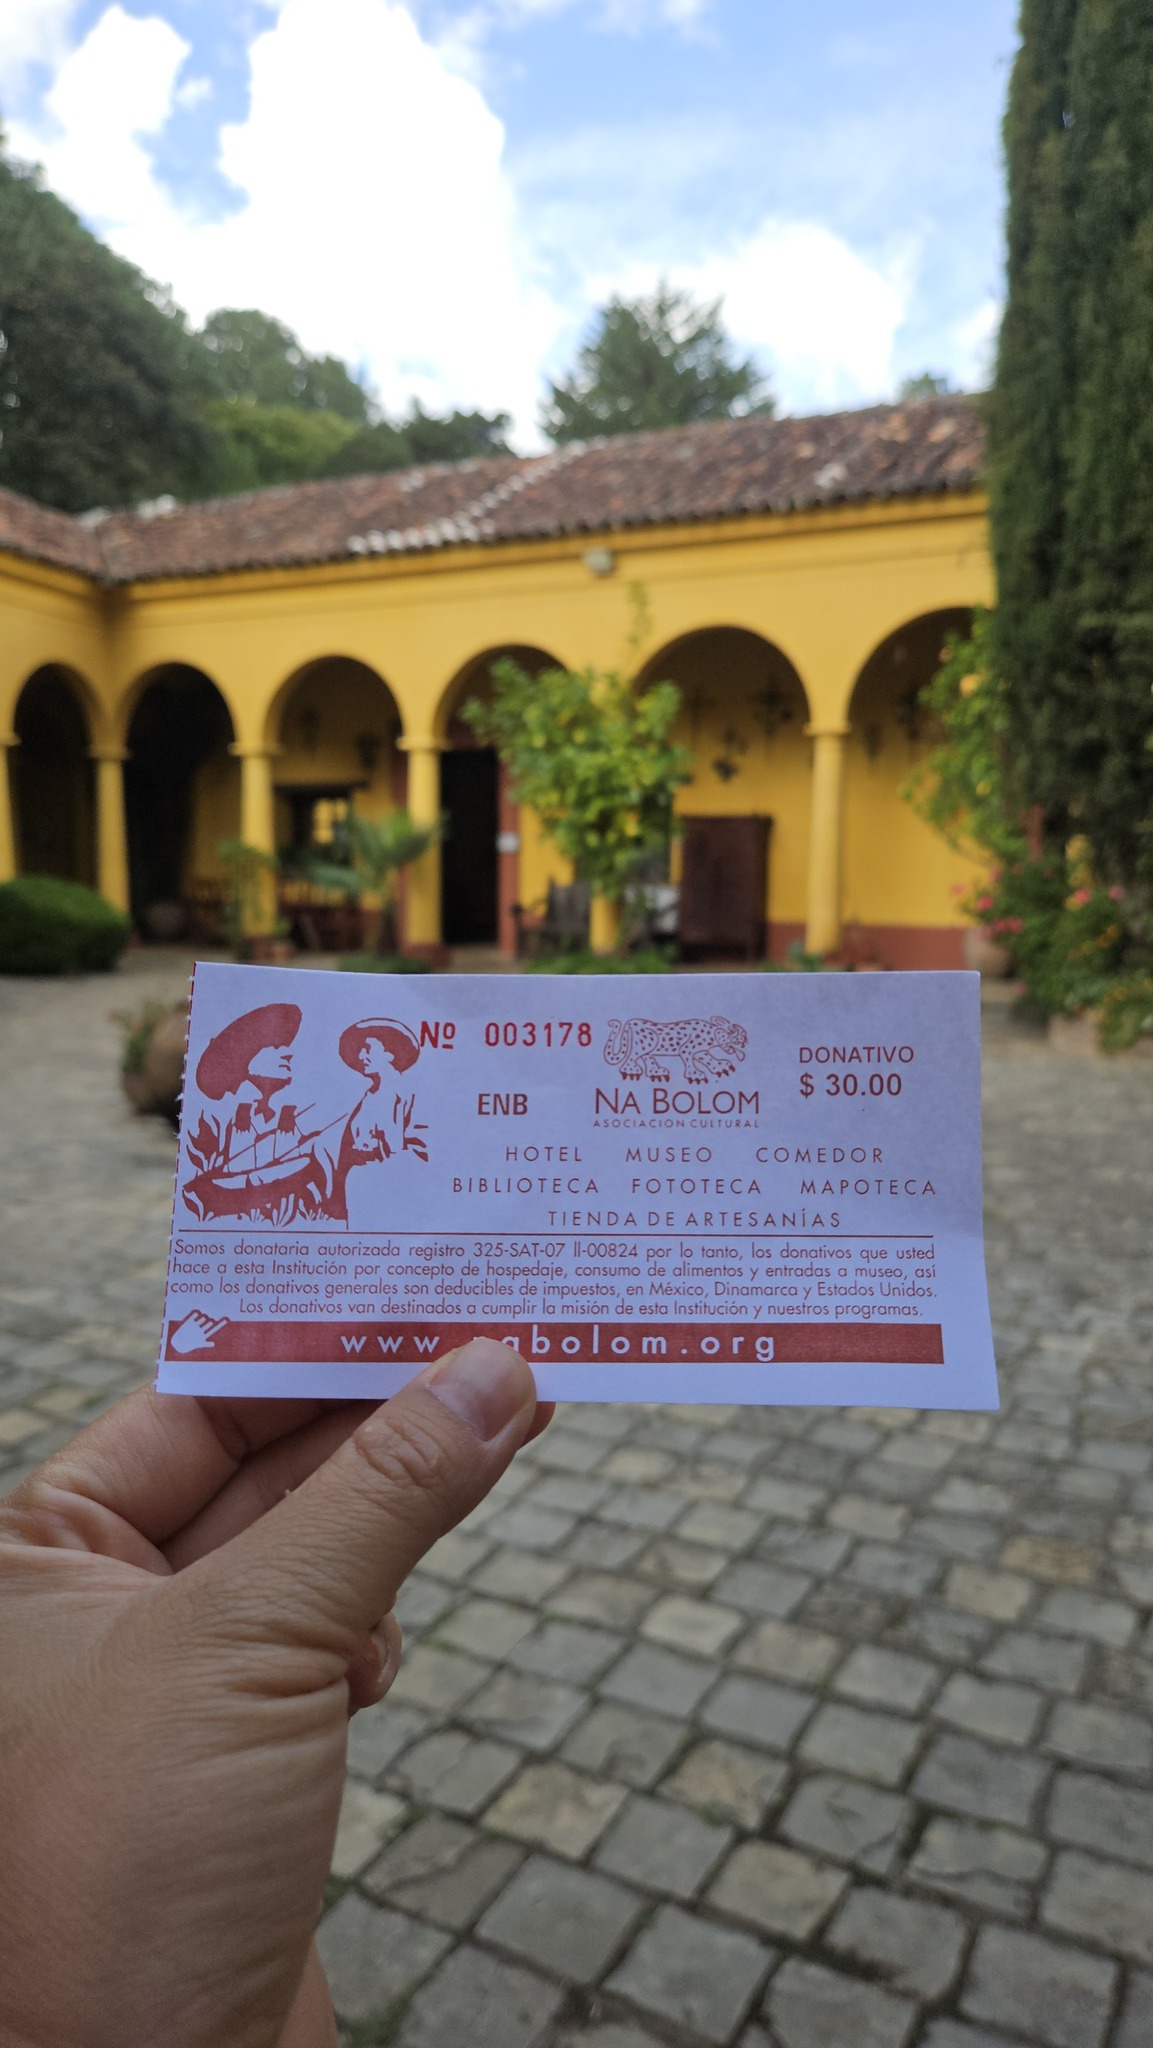 Nº 003178
ENB
NA BOLOM
ASOCIACIÓN CULTURAL
DONATIVO
$ 30.00
HOTEL MUSEO COMEDOR
BIBLIOTECA FOTOTECA MAPOTECA
TIENDA DE ARTESANÍAS
Somos donataria autorizada registro 325-SAT-07 ll-00824 por lo tanto, los donativos que usted
hace a esta Institución por concepto de hospedaje, consumo de alimentos y entradas a museo, así
como los donativos generales son deducibles de impuestos, en México, Dinamarca y Estados Unidos.
Los donativos van destinados a cumplir la misión de esta Institución y nuestros programas.
www.nabolom.org